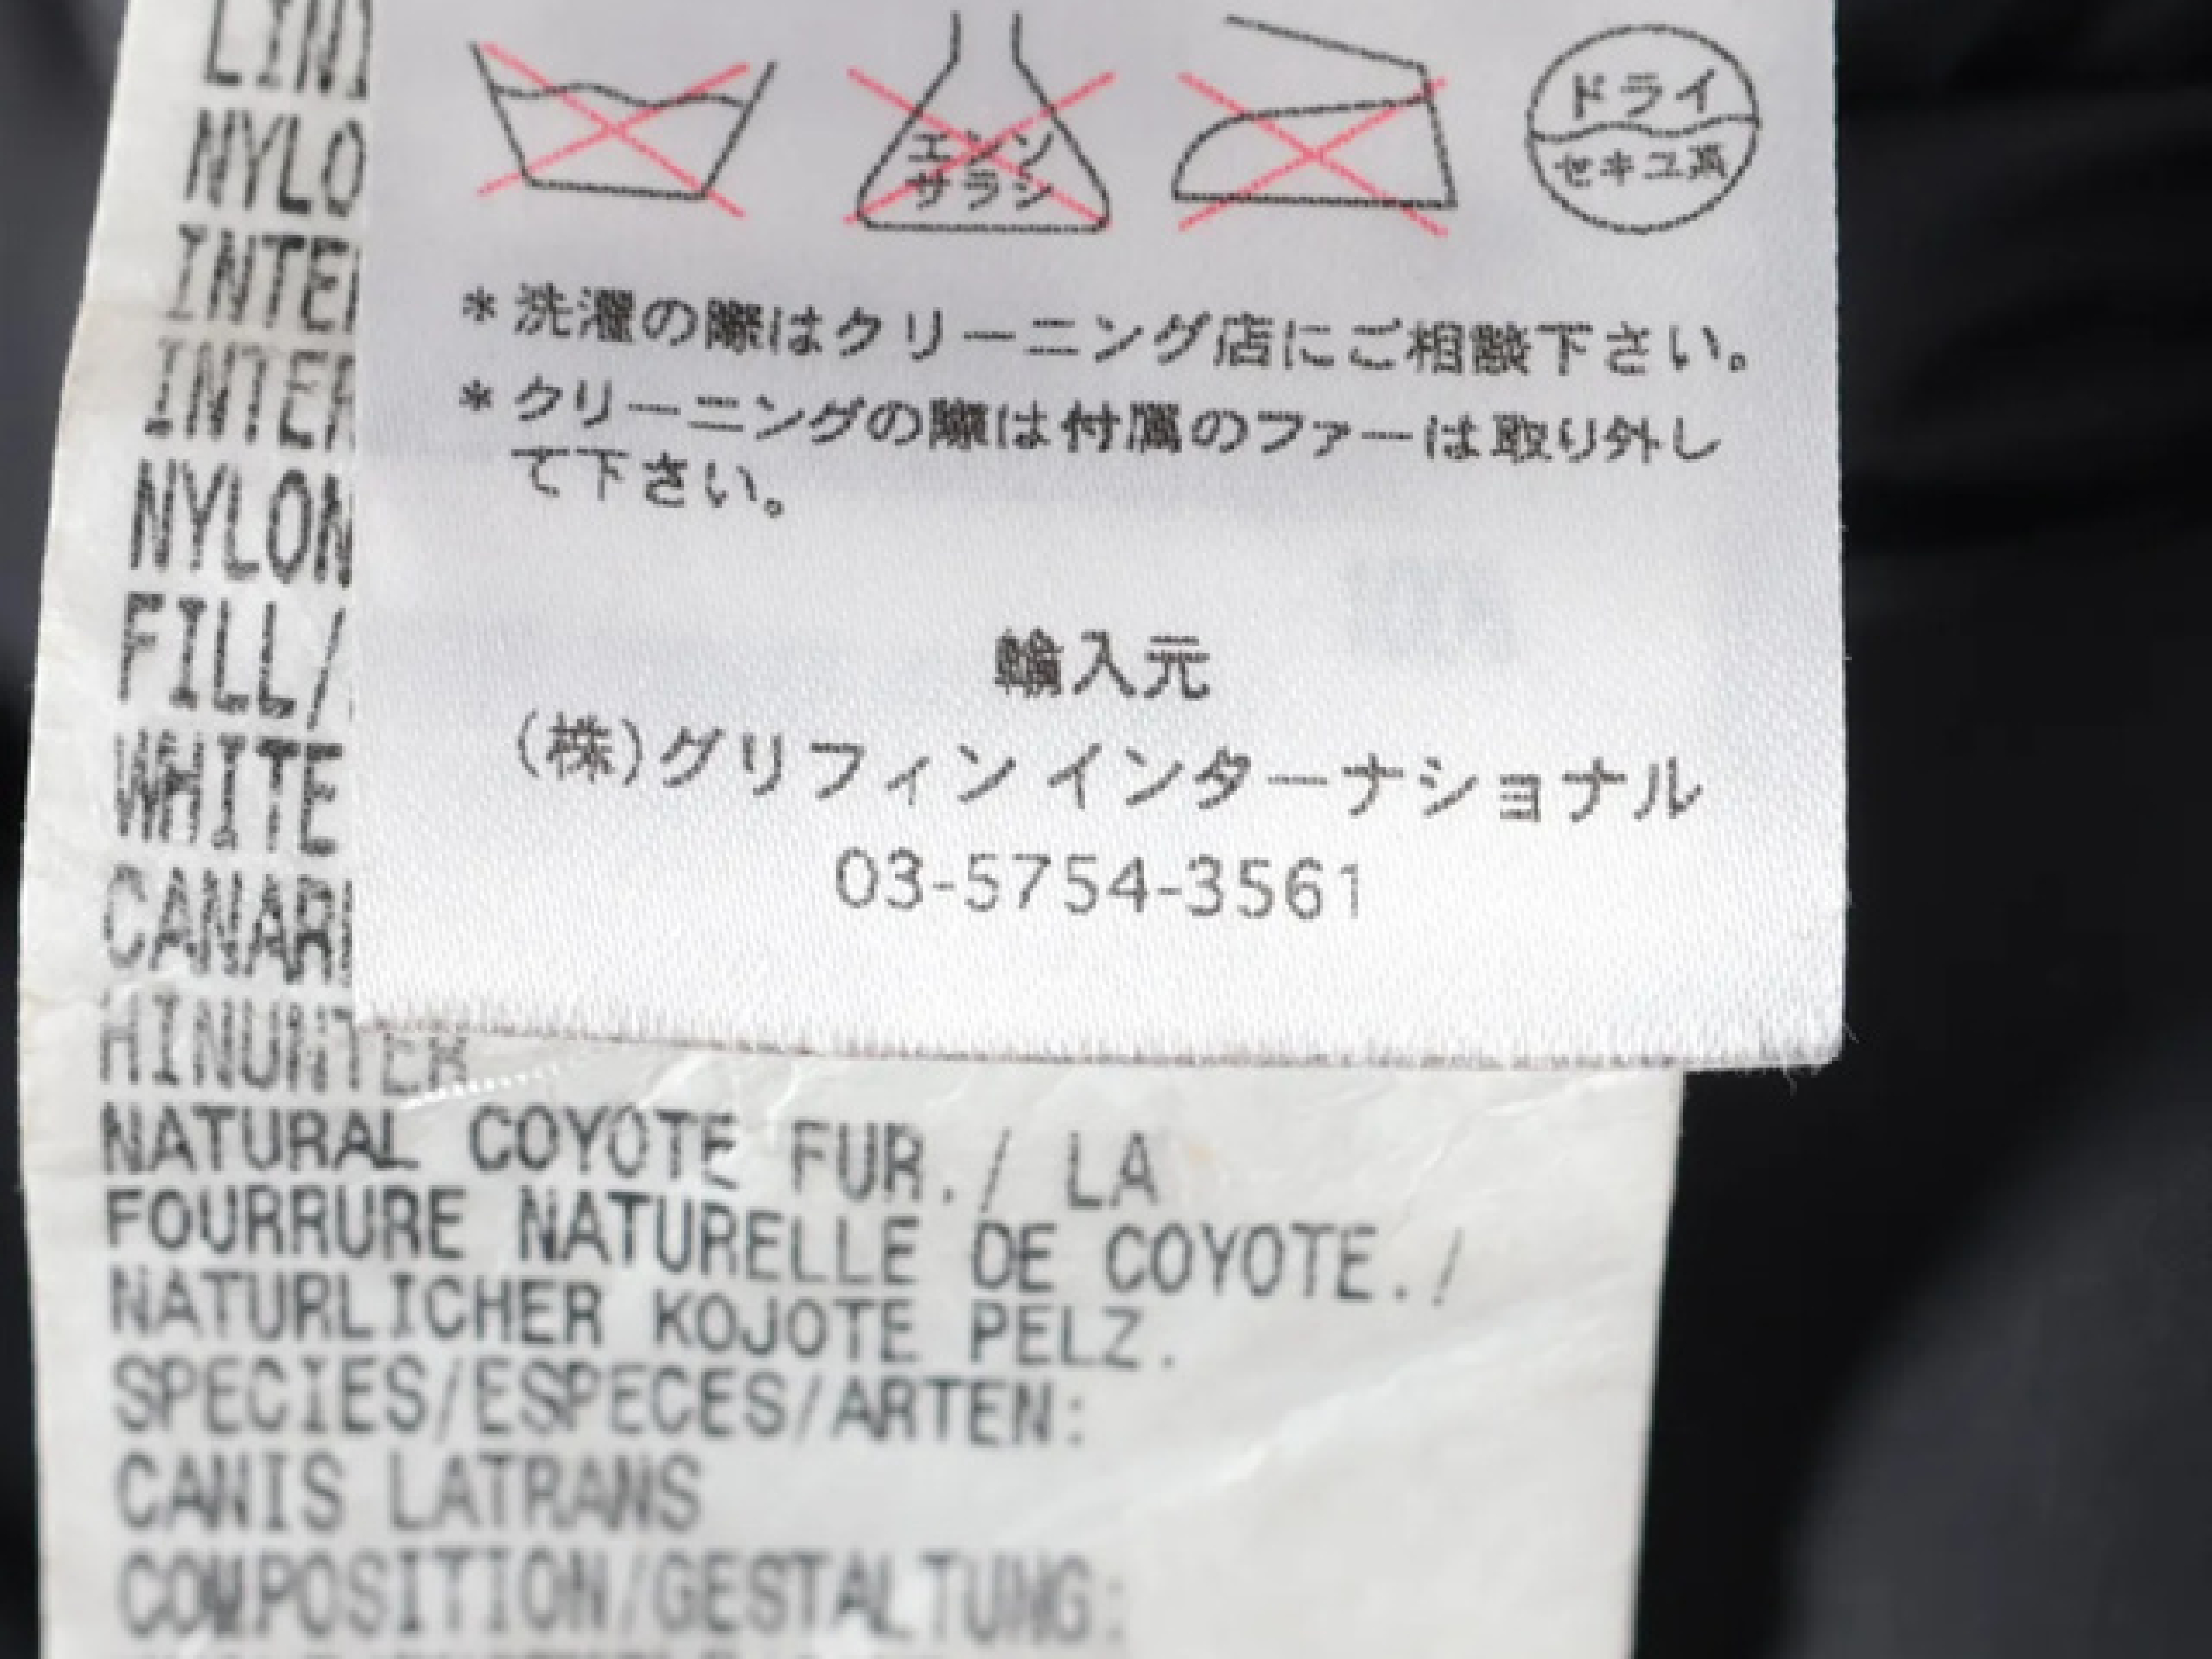 NYLO
INTE
NYLON
FILL/
エンソ
サラシ
ドライ
セキユ系
*洗濯の際はクリーニング店にご相談下さい。
*クリーニングの際は付属のファーは取り外し
て下さい。
輸入元
(株)グリフィン インターナショナル
03-5754-3561
NATURAL COYOTE FUR./ LA
FOURRURE NATURELLE DE COYOTE./
NATURLICHER KOJOTE PELZ.
SPECIES/ESPECES/ARTEN:
CANIS LATRANS
COMPOSITION/GESTALTUNG: